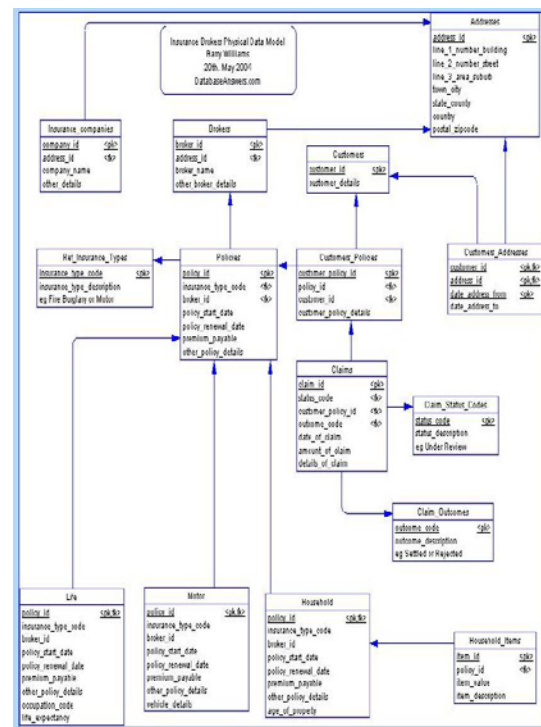 Insurance Brokers Physical Data Model
Barry Williams
20th. May 2004
DatabaseAnswers.com
Addresses
address_id <pk>
line_1_number_building
line_2_number_street
line_3_area_suburb
town_city
state_county
country
postal_zipcode
Insurance_companies
company_id <pk>
address_id <fk>
company_name
other_details
Brokers
broker_id <pk>
address_id <fk>
broker_name
other_broker_details
Customers
customer_id <pk>
customer_details
Customers_Addresses
customer_id <pk,fk>
address_id <pk,fk>
date_address_from <pk>
date_address_to
Ref_Insurance_Types
insurance_type_code <pk>
insurance_type_description
eg Fire Burglary or Motor
Policies
policy_id <pk>
insurance_type_code <fk>
broker_id <fk>
policy_start_date
policy_renewal_date
premium_payable
other_policy_details
Customers_Policies
customer_policy_id <pk>
policy_id <fk>
customer_id <fk>
customer_policy_details
Claims
claim_id <pk>
status_code <fk>
customer_policy_id <fk>
outcome_code <fk>
date_of_claim
amount_of_claim
details_of_claim
Claim_Status_Codes
status_code <pk>
status_description
eg Under Review
Claim_Outcomes
outcome_code <pk>
outcome_description
eg Settled or Rejected
Life
policy_id <pk,fk>
insurance_type_code
broker_id
policy_start_date
policy_renewal_date
premium_payable
other_policy_details
occupation_code
life_expectancy
Motor
policy_id <pk,fk>
insurance_type_code
broker_id
policy_start_date
policy_renewal_date
premium_payable
other_policy_details
vehicle_details
Household
policy_id <pk,fk>
insurance_type_code
broker_id
policy_start_date
policy_renewal_date
premium_payable
other_policy_details
age_of_property
Household_Items
item_id <pk>
policy_id <fk>
item_value
item_description